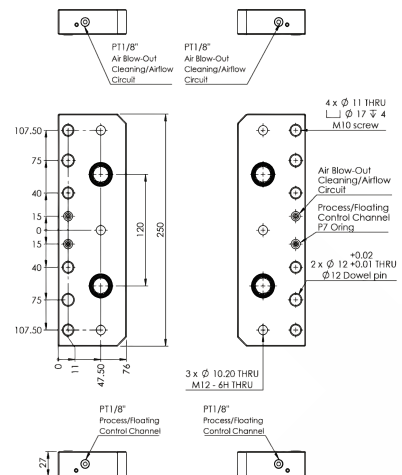 PT1/8"
Air Blow-Out
Cleaning/Airflow
Circuit
PT1/8"
Air Blow-Out
Cleaning/Airflow
Circuit
4 x Ø 11 THRU
⌴ Ø 17 ↧ 4
M10 screw
107.50
75
40
15
0
15
40
75
107.50
120
250
0
11
47.50
76
Air Blow-Out
Cleaning/Airflow
Circuit
Process/Floating
Control Channel
P7 Oring
+0.02
2 x Ø 12 +0.01 THRU
Ø12 Dowel pin
3 x Ø 10.20 THRU
M12 - 6H THRU
PT1/8"
Process/Floating
Control Channel
PT1/8"
Process/Floating
Control Channel
27